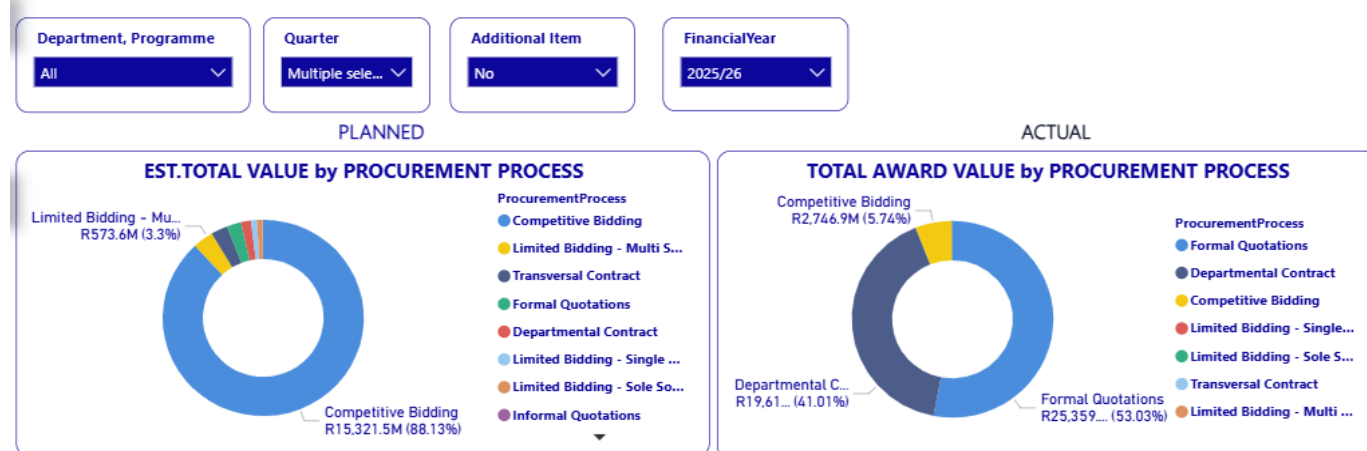 Department, Programme
All
Quarter
Multiple sele...
Additional Item
No
FinancialYear
2025/26
PLANNED
EST.TOTAL VALUE by PROCUREMENT PROCESS
Limited Bidding - Mu...
R573.6M (3.3%)
Competitive Bidding
R15,321.5M (88.13%)
ProcurementProcess
Competitive Bidding
Limited Bidding - Multi S...
Transversal Contract
Formal Quotations
Departmental Contract
Limited Bidding - Single ...
Limited Bidding - Sole So...
Informal Quotations
ACTUAL
TOTAL AWARD VALUE by PROCUREMENT PROCESS
Competitive Bidding
R2,746.9M (5.74%)
Departmental C...
R19,61... (41.01%)
Formal Quotations
R25,359.... (53.03%)
ProcurementProcess
Formal Quotations
Departmental Contract
Competitive Bidding
Limited Bidding - Single...
Limited Bidding - Sole S...
Transversal Contract
Limited Bidding - Multi ...